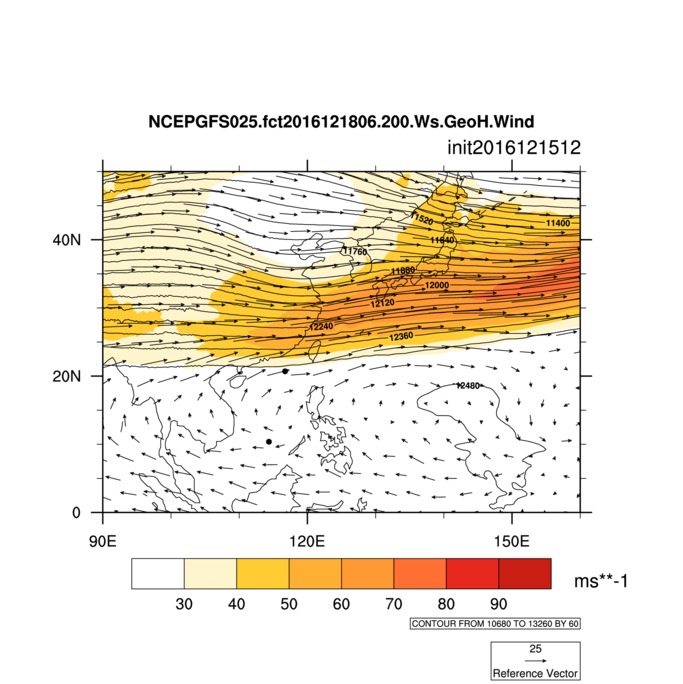 NCEPGFS025.fct2016121806.200.Ws.GeoH.Wind
init2016121512
11520
11400
40N
11640
11760
11880
12000
12120
12240
12360
20N
12480
0
90E 120E 150E
ms**-1
30 40 50 60 70 80 90
CONTOUR FROM 10680 TO 13260 BY 60
25
Reference Vector